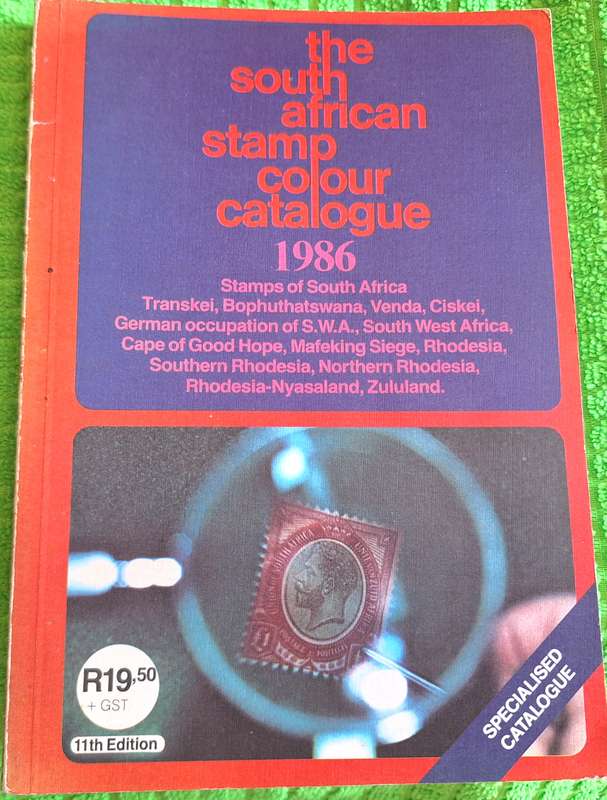 the
south
african
stamp
colour
catalogue
1986
Stamps of South Africa
Transkei, Bophuthatswana, Venda, Ciskei,
German occupation of S.W.A., South West Africa,
Cape of Good Hope, Mafeking Siege, Rhodesia,
Southern Rhodesia, Northern Rhodesia,
Rhodesia-Nyasaland, Zululand.
£1
R19,50
+ GST
11th Edition
SPECIALISED
CATALOGUE